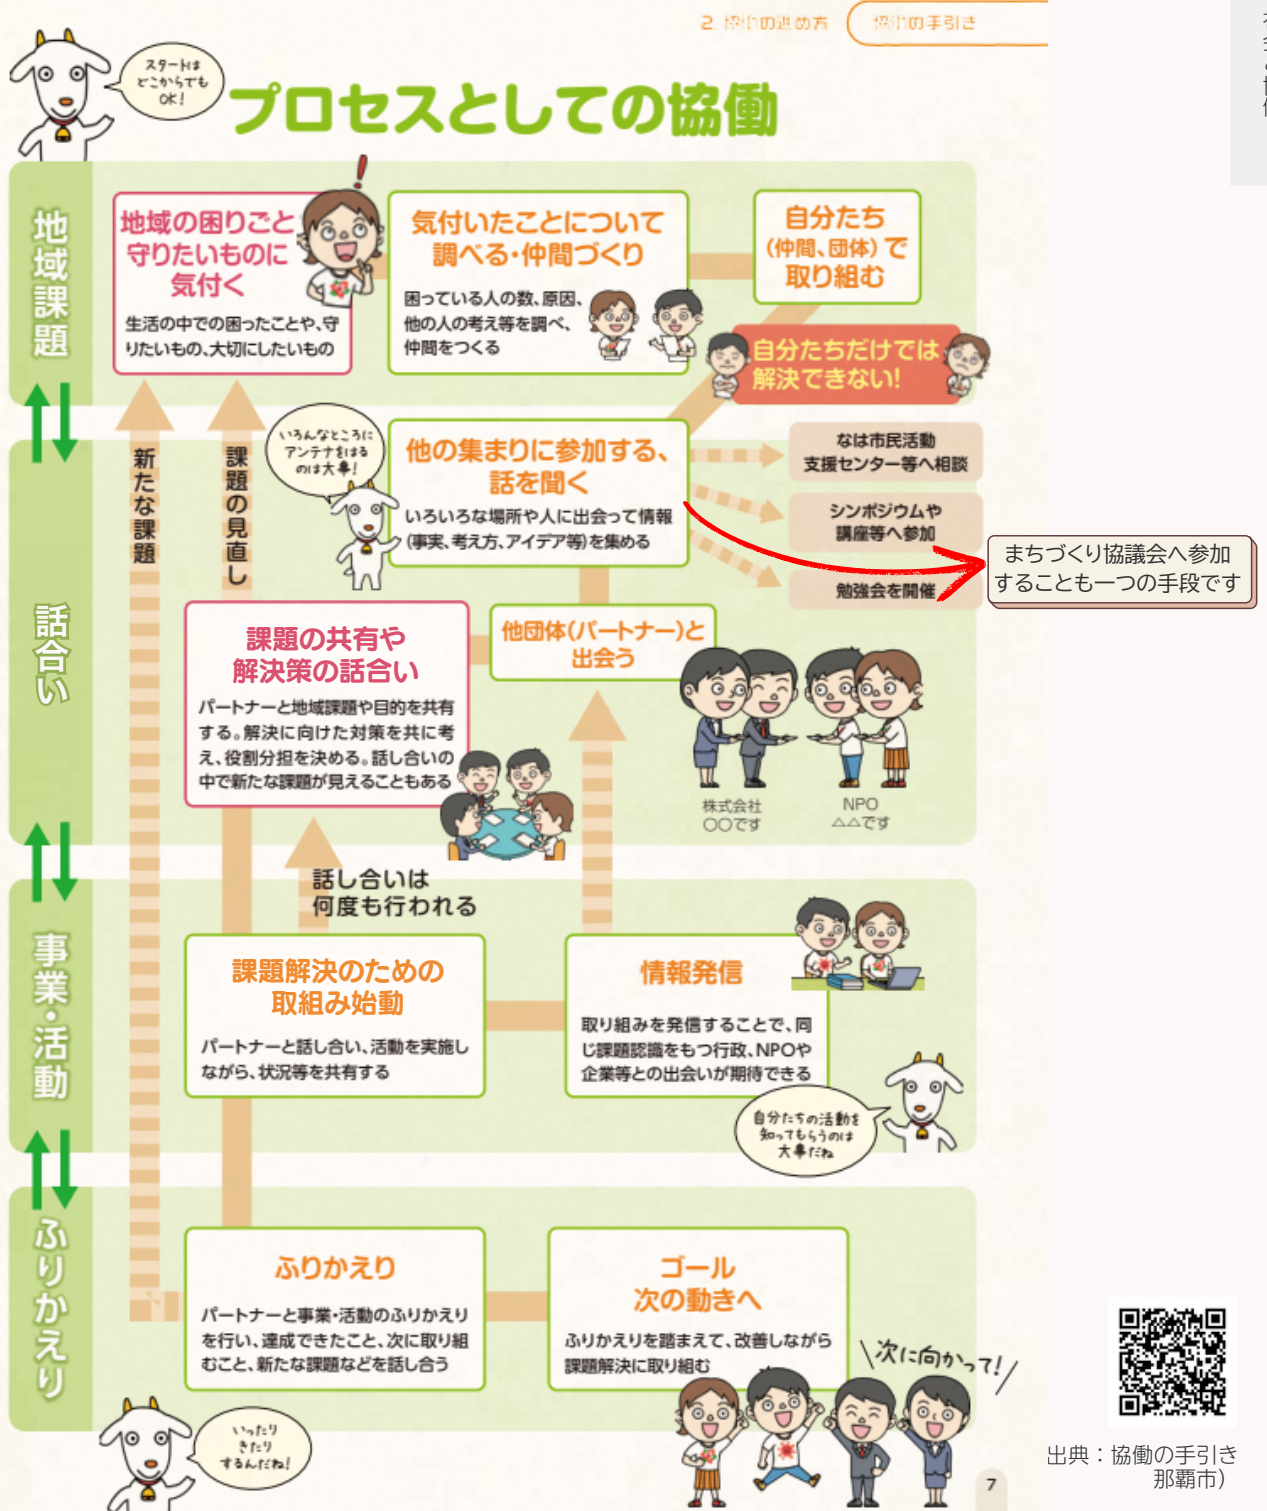 2 協働の進め方
協働の手引き
スタートは
どこからでも
OK!
プロセスとしての協働
地域課題
地域の困りごと
守りたいものに
気付く
生活の中での困ったことや、守
りたいもの、大切にしたいもの
気付いたことについて
調べる・仲間づくり
困っている人の数、原因、
他の人の考え等を調べ、
仲間をつくる
自分たち
(仲間、団体)で
取り組む
自分たちだけでは
解決できない!
新たな課題
課題の見直し
話合い
いろんなところに
アンテナをはる
のは大事!
他の集まりに参加する、
話を聞く
いろいろな場所や人に出会って情報
(事実、考え方、アイデア等)を集める
なは市民活動
支援センター等へ相談
シンポジウムや
講座等へ参加
勉強会を開催
まちづくり協議会へ参加
することも一つの手段です
課題の共有や
解決策の話合い
パートナーと地域課題や目的を共有
する。解決に向けた対策を共に考
え、役割分担を決める。話し合いの
中で新たな課題が見えることもある
他団体(パートナー)と
出会う
株式会社
〇〇です
NPO
△△です
話し合いは
何度も行われる
事業・活動
課題解決のための
取組み始動
パートナーと話し合い、活動を実施し
ながら、状況等を共有する
情報発信
取り組みを発信することで、同
じ課題認識をもつ行政、NPOや
企業等との出会いが期待できる
自分たちの活動を
知ってもらうのは
大事だね
ふりかえり
ふりかえり
パートナーと事業・活動のふりかえり
を行い、達成できたこと、次に取り組
むこと、新たな課題などを話し合う
ゴール
次の動きへ
ふりかえりを踏まえて、改善しながら
課題解決に取り組む
次に向かって!
いったり
きたり
するんだね!
7
出典:協働の手引き
那覇市)